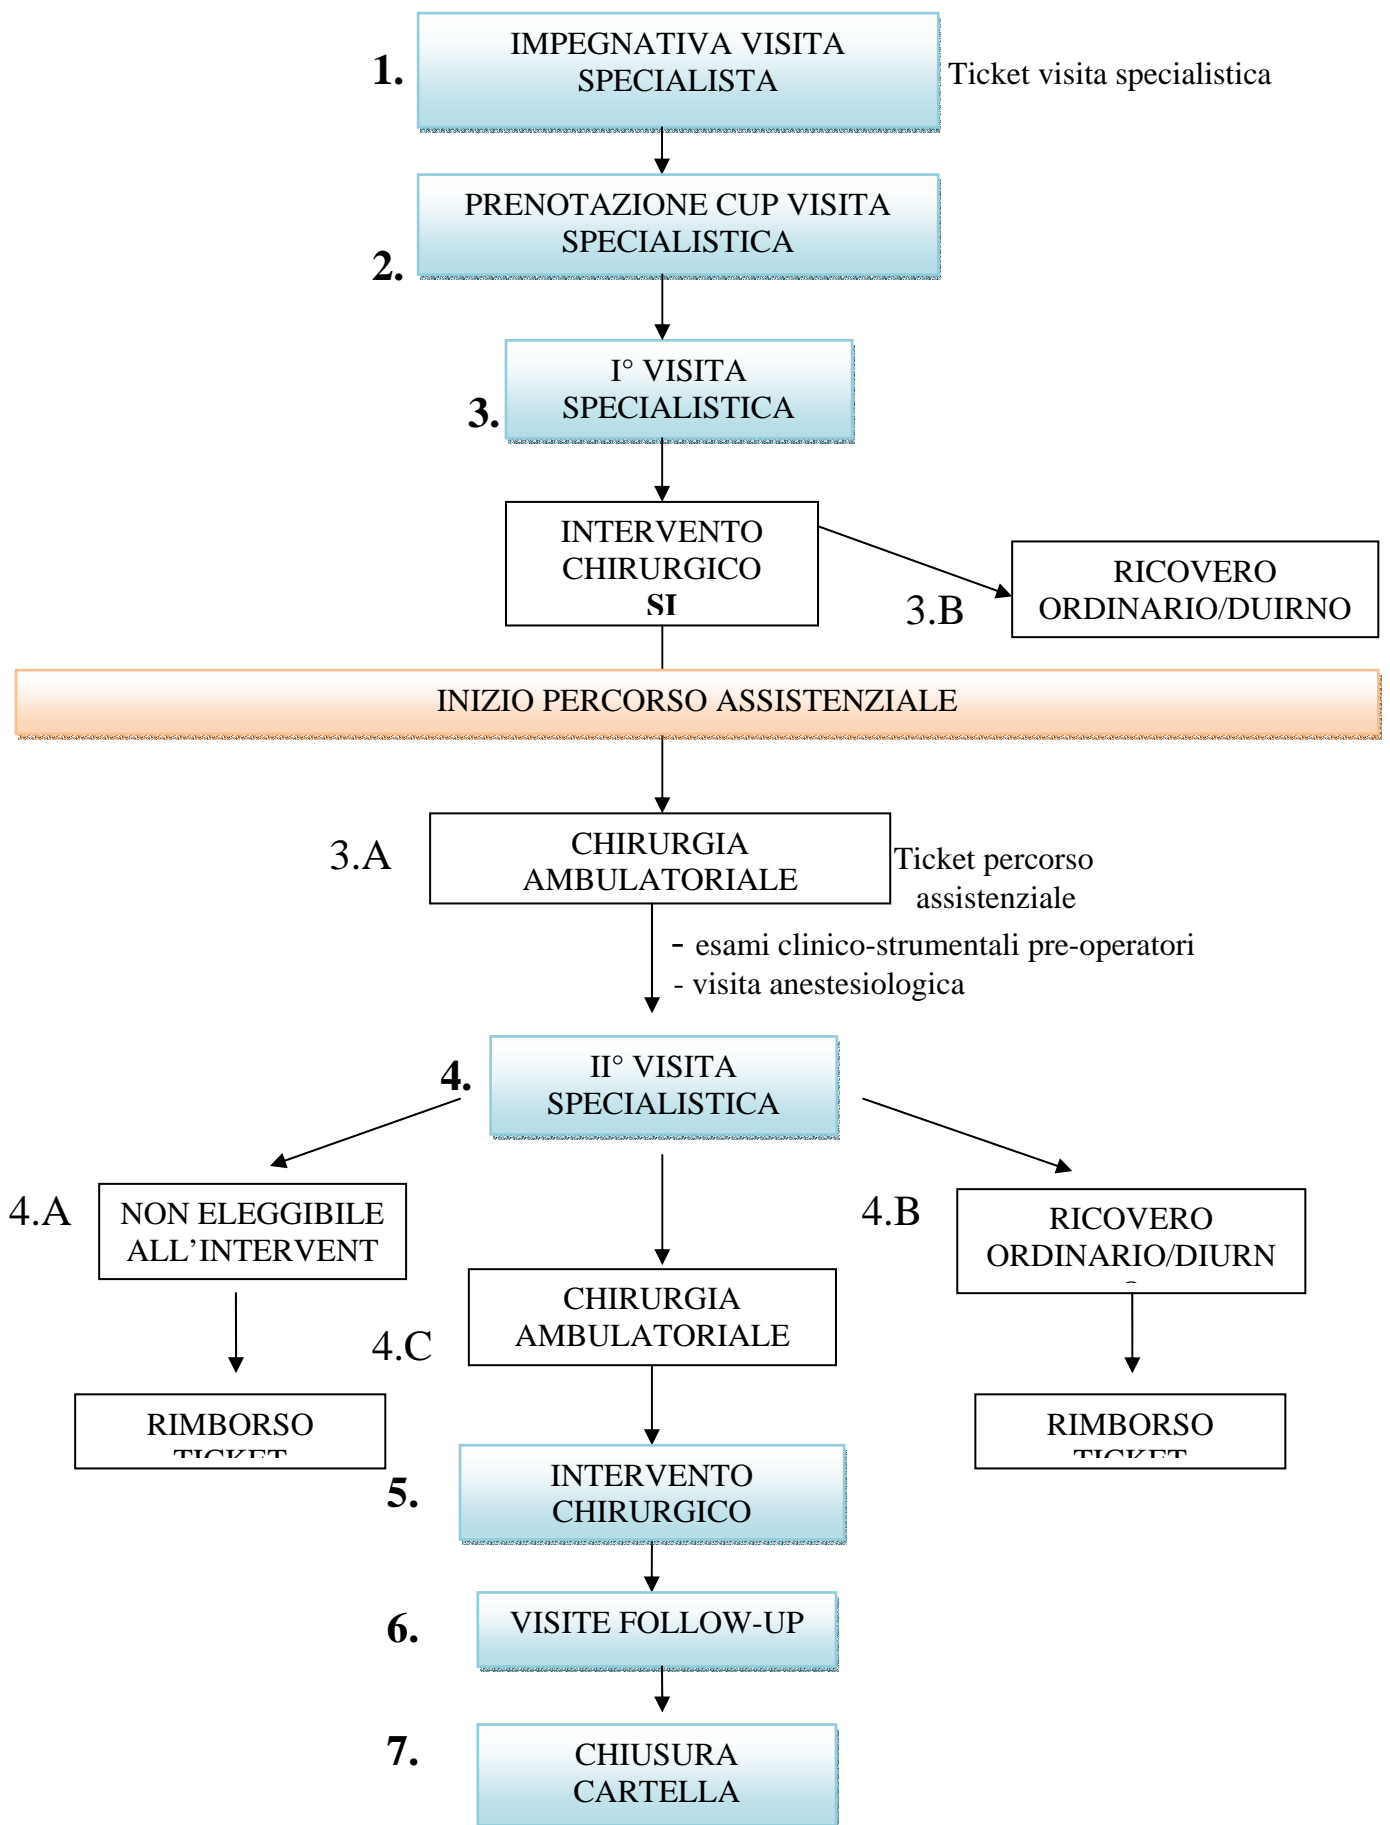 IMPEGNATIVA VISITA
SPECIALISTA
1.
Ticket visita specialistica
PRENOTAZIONE CUP VISITA
SPECIALISTICA
2.
I° VISITA
SPECIALISTICA
3.
INTERVENTO
CHIRURGICO
SI
3.B
RICOVERO
ORDINARIO/DUIRNO
INIZIO PERCORSO ASSISTENZIALE
3.A
CHIRURGIA
AMBULATORIALE
Ticket percorso
assistenziale
- esami clinico-strumentali pre-operatori
- visita anestesiologica
4.
II° VISITA
SPECIALISTICA
4.A
NON ELEGGIBILE
ALL’INTERVENT
4.B
RICOVERO
ORDINARIO/DIURN
4.C
CHIRURGIA
AMBULATORIALE
RIMBORSO
TICKET
RIMBORSO
TICKET
5.
INTERVENTO
CHIRURGICO
6.
VISITE FOLLOW-UP
7.
CHIUSURA
CARTELLA